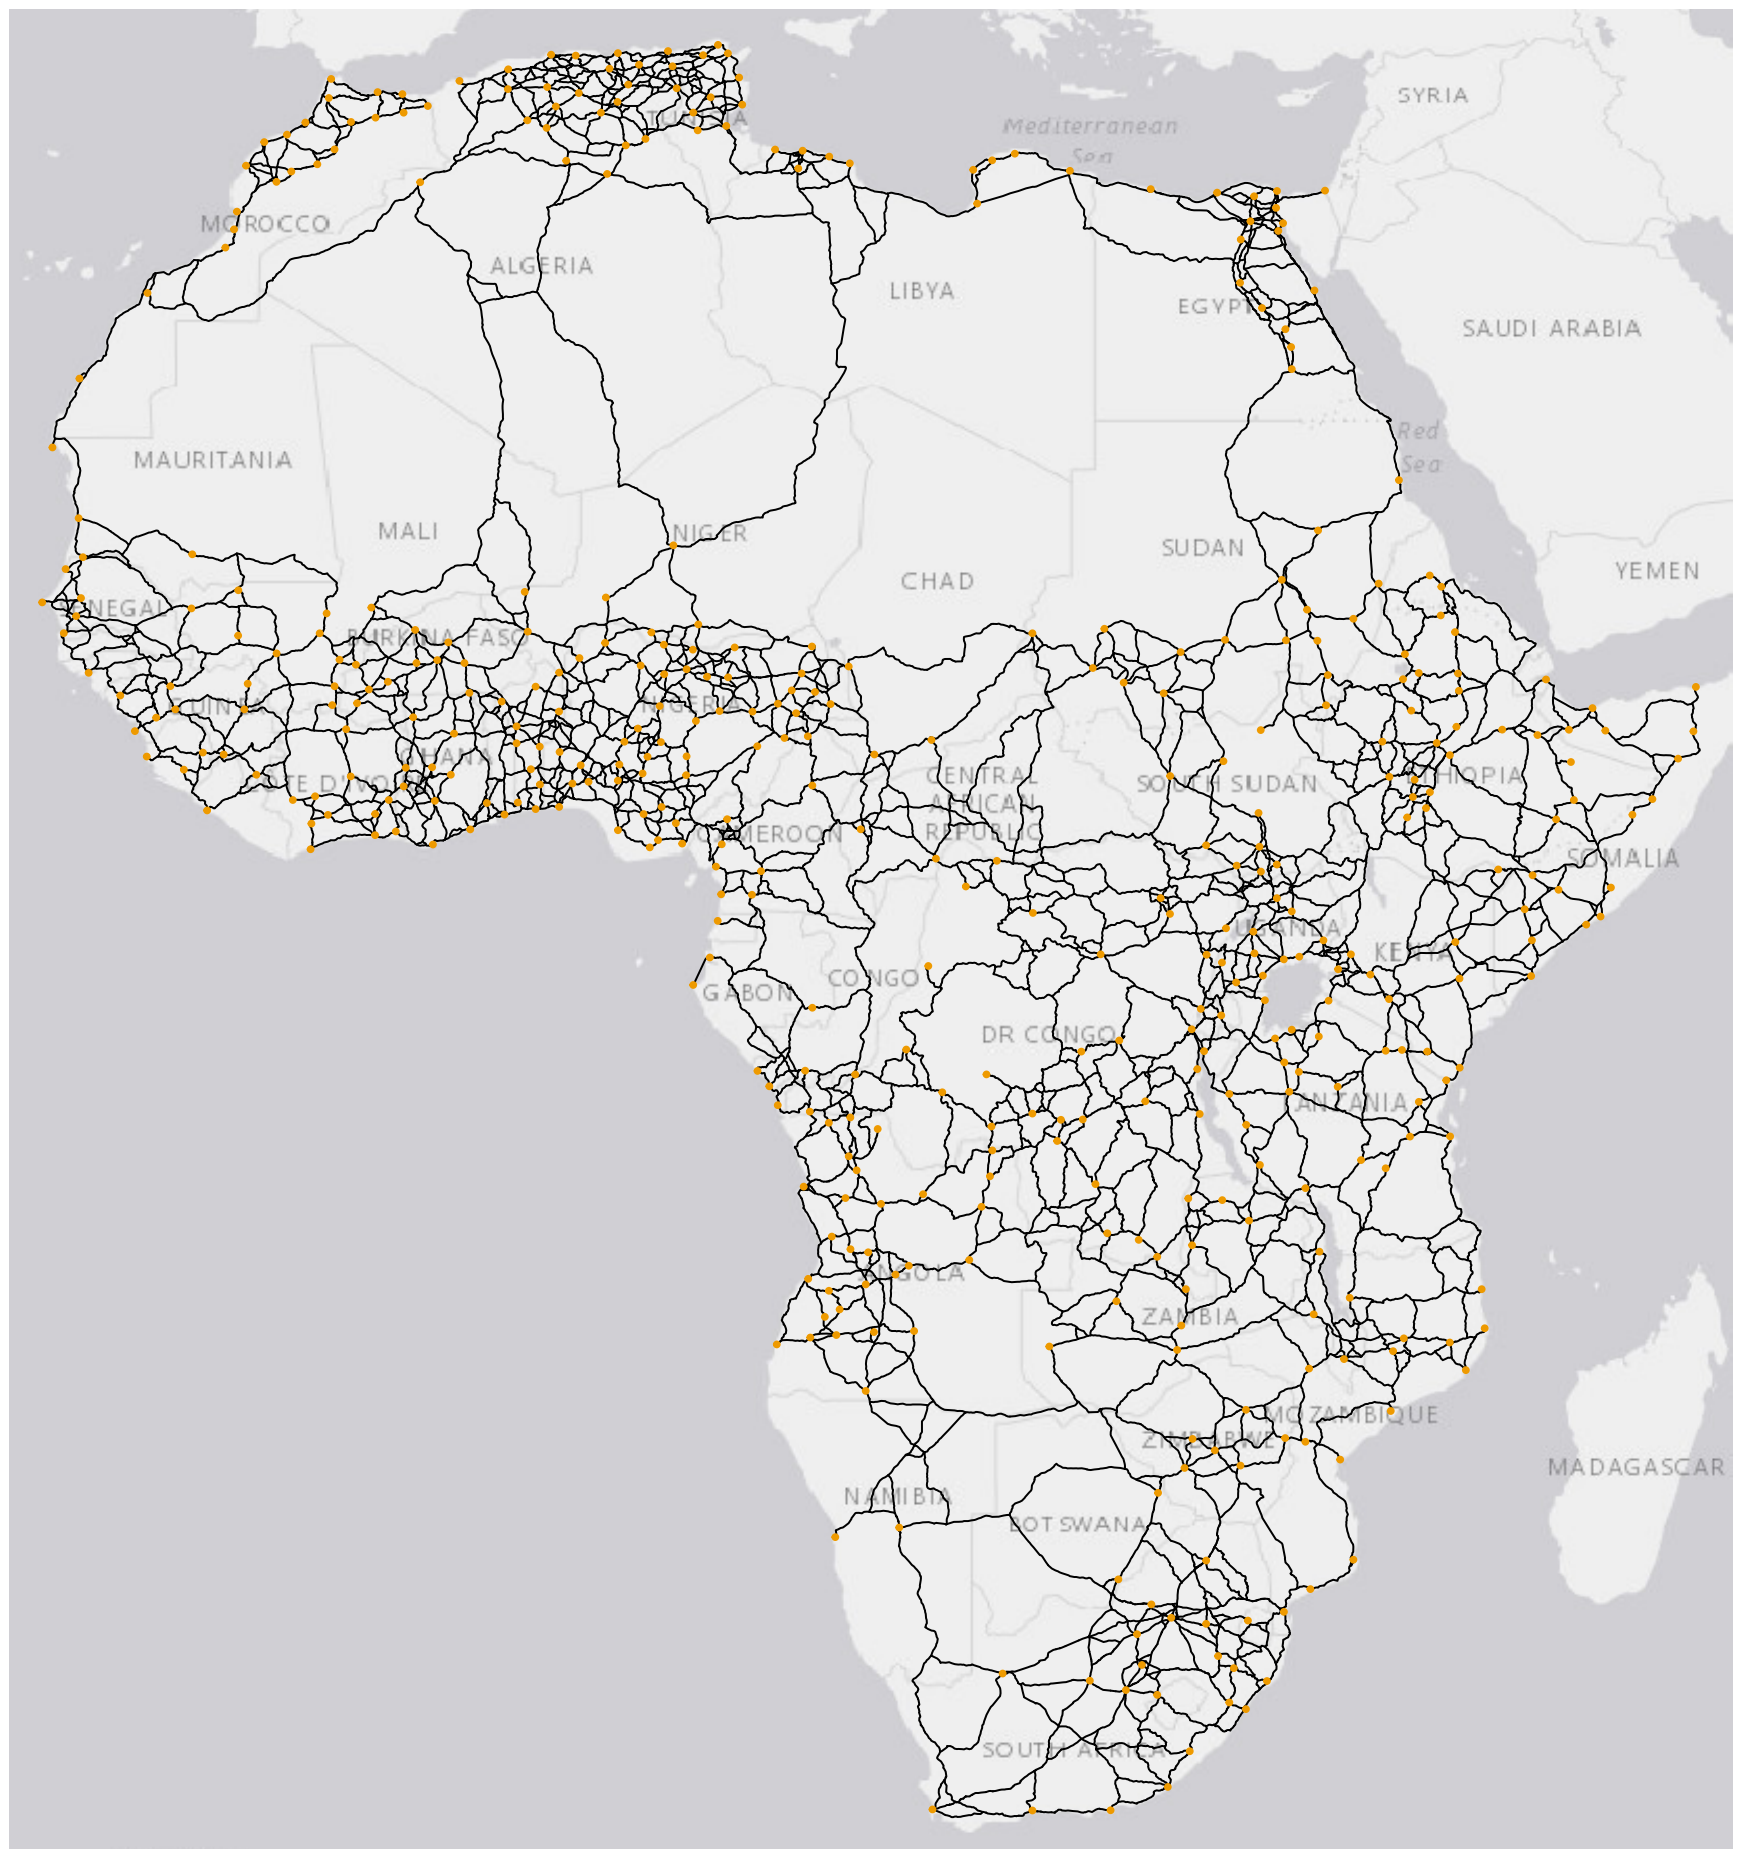 SYRIA
Mediterranean
Sea
TUNISIA
MOROCCO
ALGERIA
LIBYA
EGYPT
SAUDI ARABIA
Red
Sea
MAURITANIA
MALI
NIGER
SUDAN
YEMEN
CHAD
SENEGAL
BURKINA FASO
GUINEA
NIGERIA
GHANA
CÔTE D'IVOIRE
CENTRAL
AFRICAN
REPUBLIC
SOUTH SUDAN
ETHIOPIA
CAMEROON
SOMALIA
UGANDA
KENYA
CONGO
GABON
DR CONGO
TANZANIA
ANGOLA
ZAMBIA
MOZAMBIQUE
ZIMBABWE
MADAGASCAR
NAMIBIA
BOTSWANA
SOUTH AFRICA